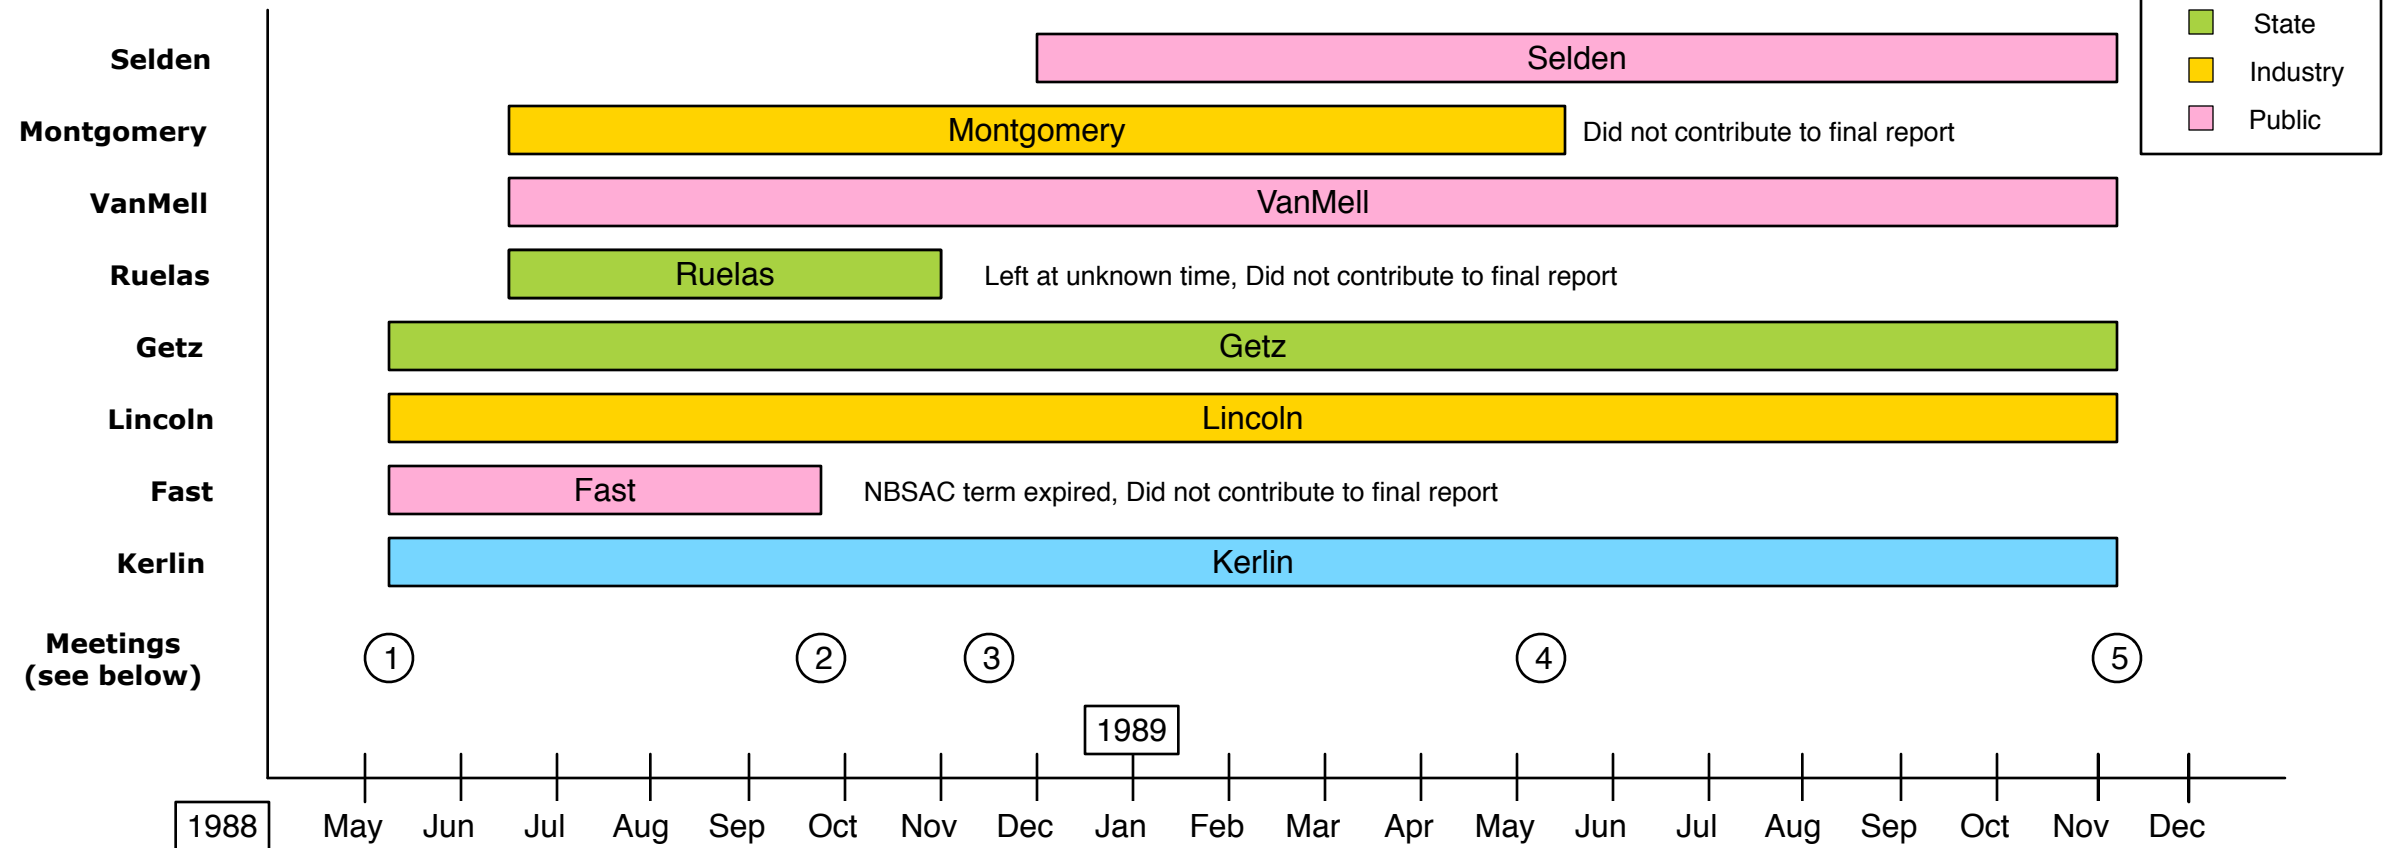 State
Industry
Public
Selden
Selden
Montgomery
Montgomery
Did not contribute to final report
VanMell
VanMell
Ruelas
Ruelas
Left at unknown time, Did not contribute to final report
Getz
Getz
Lincoln
Lincoln
Fast
Fast
NBSAC term expired, Did not contribute to final report
Kerlin
Kerlin
Meetings
(see below)
1
2
3
4
5
1989
1988
May Jun Jul Aug Sep Oct Nov Dec Jan Feb Mar Apr May Jun Jul Aug Sep Oct Nov Dec